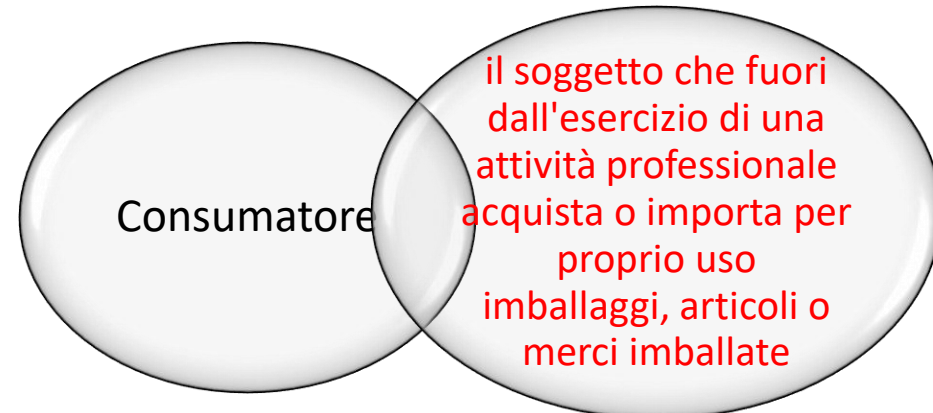 Consumatore
il soggetto che fuori
dall'esercizio di una
attività professionale
acquista o importa per
proprio uso
imballaggi, articoli o
merci imballate